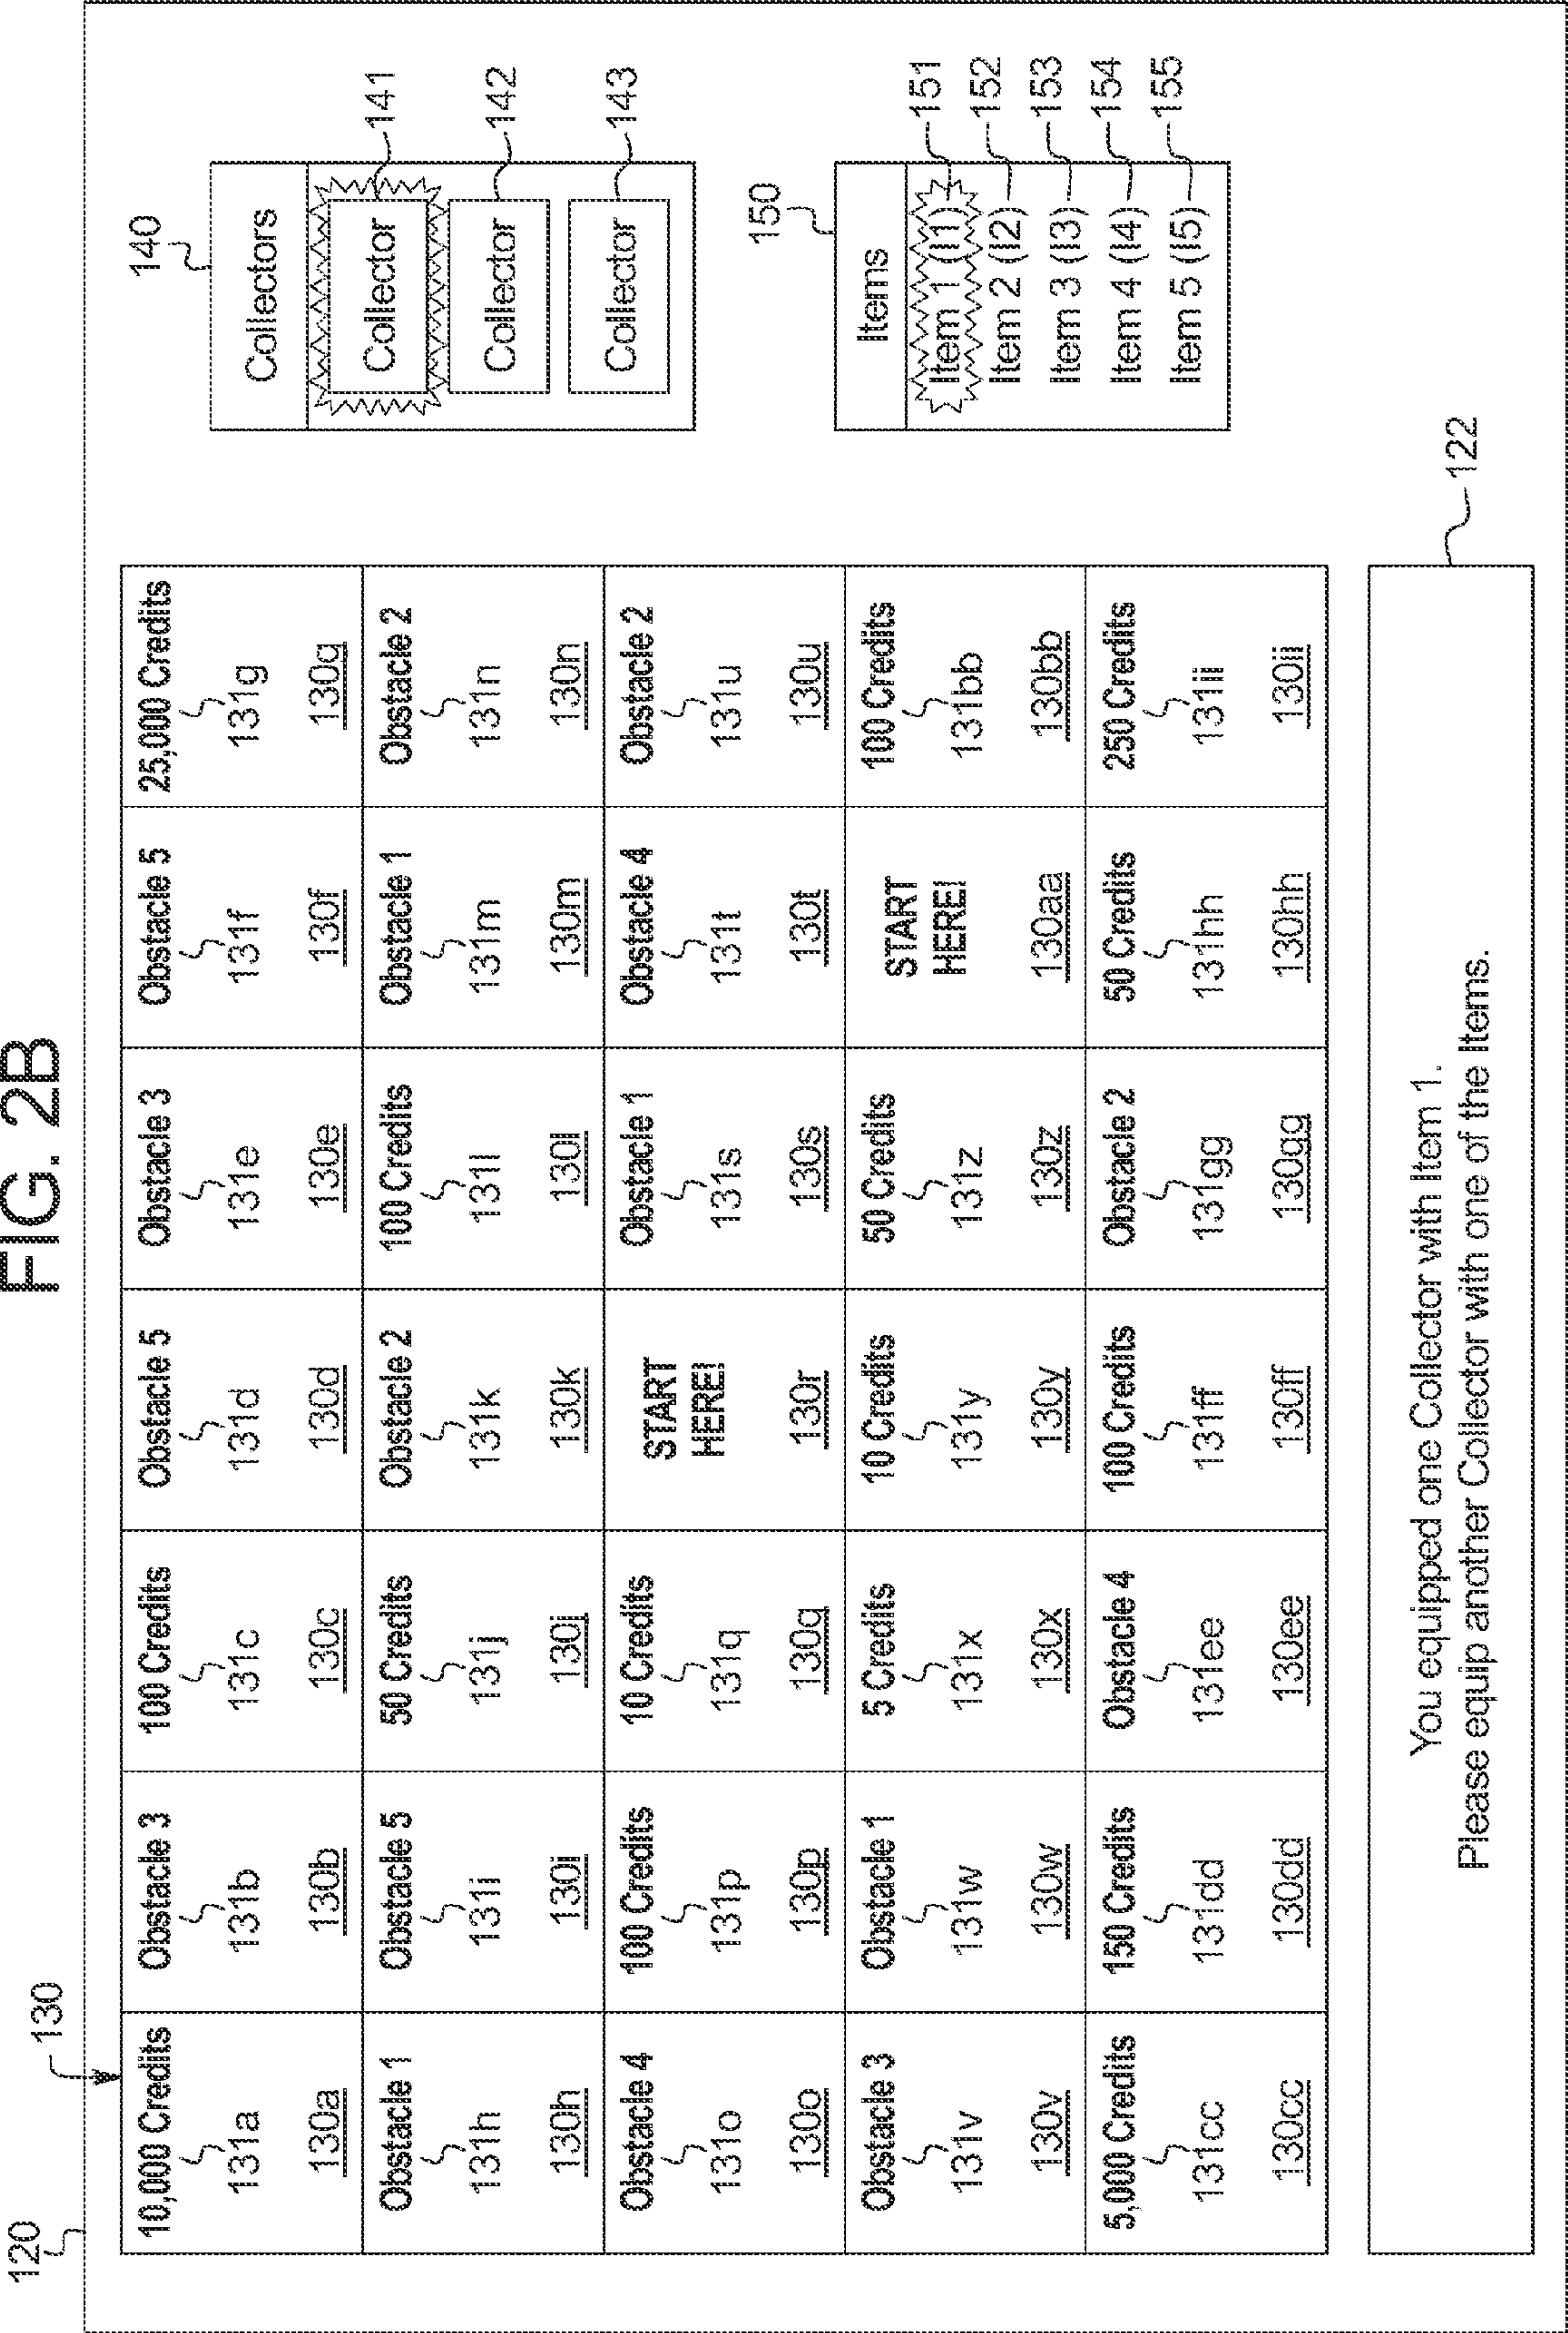 FIG. 2B
120
130
10,000 Credits
131a
130a
Obstacle 3
131b
130b
100 Credits
131c
130c
Obstacle 5
131d
130d
Obstacle 3
131e
130e
Obstacle 5
131f
130f
25,000 Credits
131g
130g
Obstacle 1
131h
130h
Obstacle 5
131i
130i
50 Credits
131j
130j
Obstacle 2
131k
130k
100 Credits
131l
130l
Obstacle 1
131m
130m
Obstacle 2
131n
130n
Obstacle 4
131o
130o
100 Credits
131p
130p
10 Credits
131q
130q
START
HERE!
130r
Obstacle 1
131s
130s
Obstacle 4
131t
130t
Obstacle 2
131u
130u
Obstacle 3
131v
130v
Obstacle 1
131w
130w
5 Credits
131x
130x
10 Credits
131y
130y
50 Credits
131z
130z
START
HERE!
130aa
100 Credits
131bb
130bb
5,000 Credits
131cc
130cc
150 Credits
131dd
130dd
Obstacle 4
131ee
130ee
100 Credits
131ff
130ff
Obstacle 2
131gg
130gg
50 Credits
131hh
130hh
250 Credits
131ii
130ii
140
Collectors
Collector
141
Collector
142
Collector
143
150
Items
Item 1 (I1)
151
Item 2 (I2)
152
Item 3 (I3)
153
Item 4 (I4)
154
Item 5 (I5)
155
You equipped one Collector with Item 1.
Please equip another Collector with one of the Items.
122